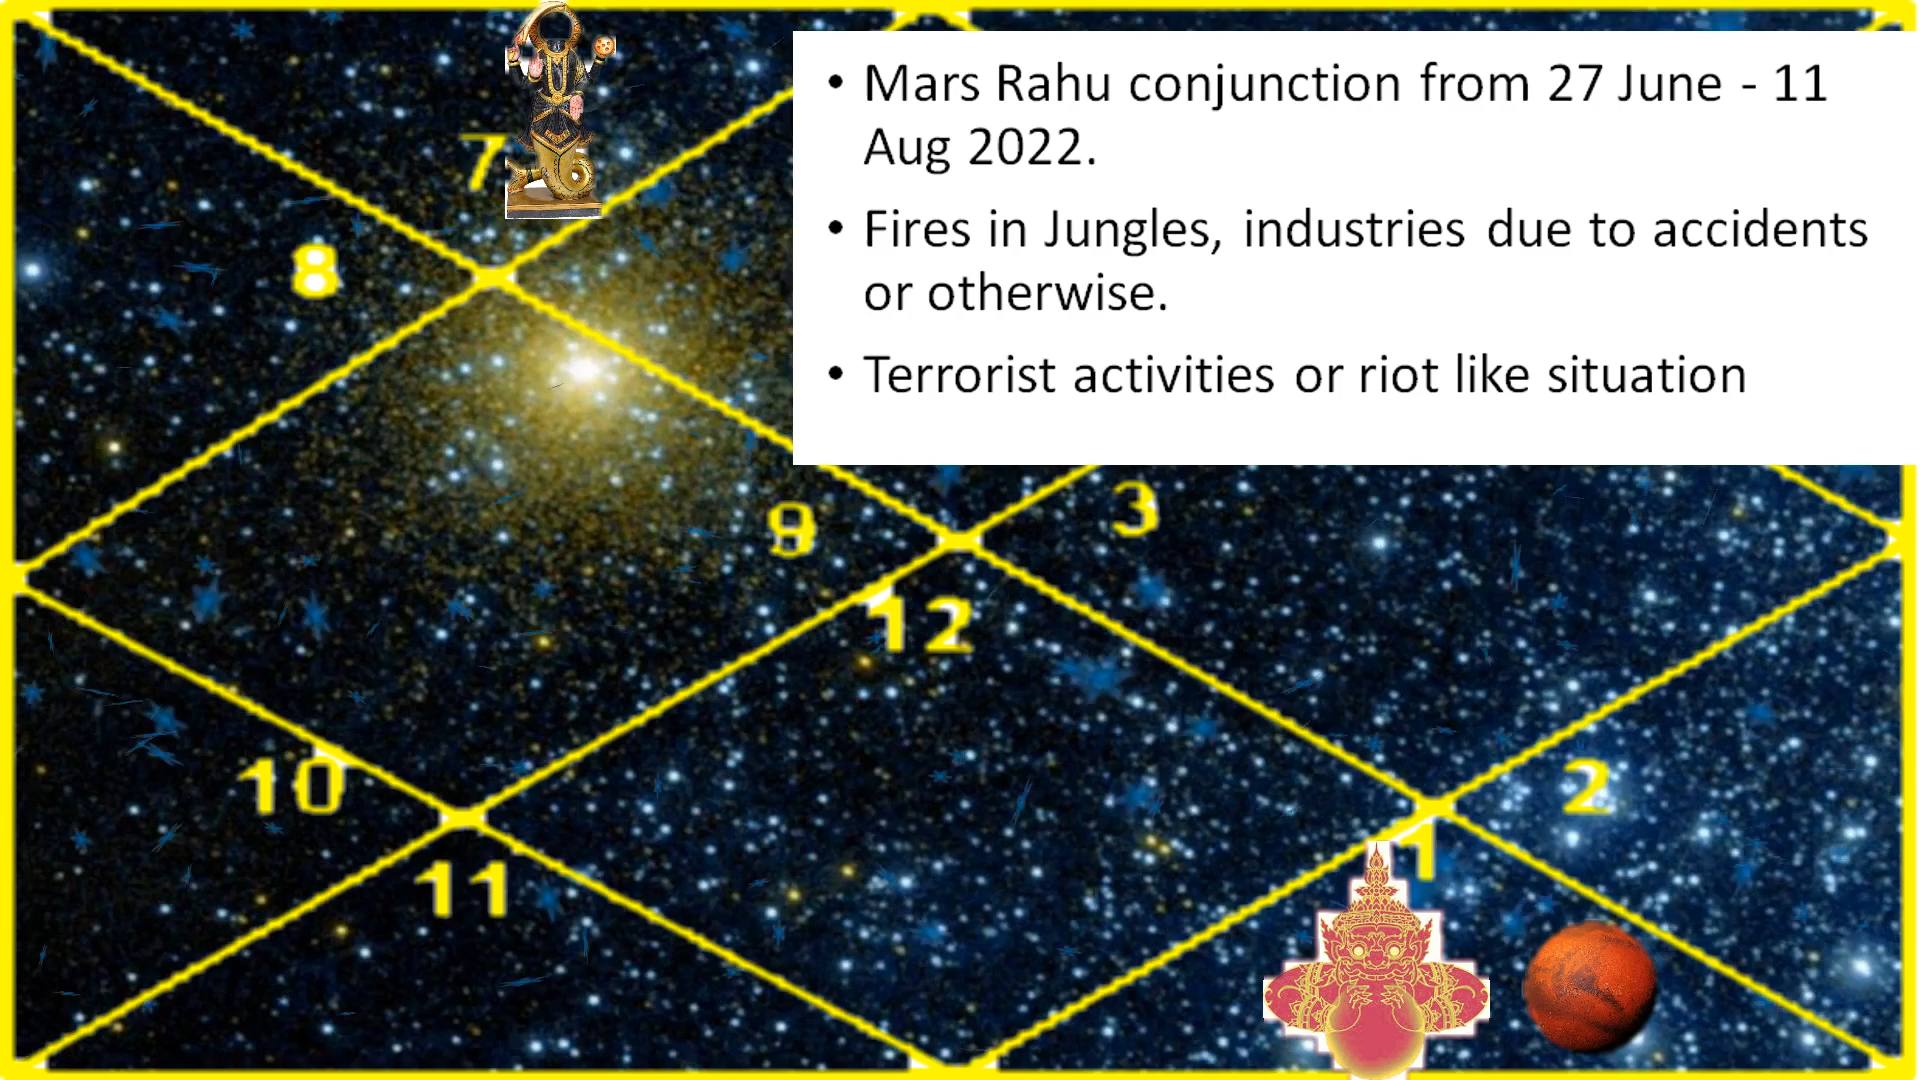 • Mars Rahu conjunction from 27 June - 11
Aug 2022.
• Fires in Jungles, industries due to accidents
or otherwise.
• Terrorist activities or riot like situation
7
8
9
3
12
10
2
11
1